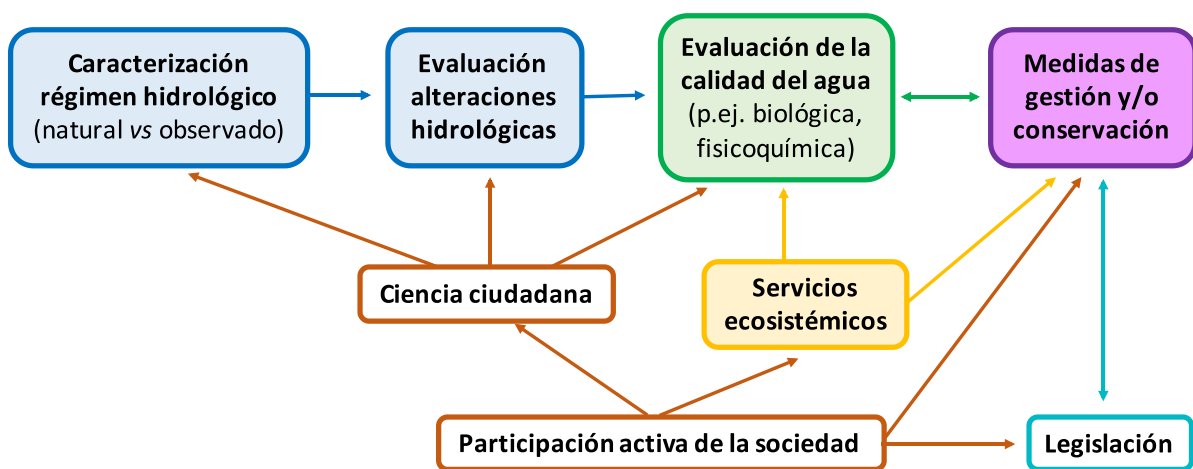 Caracterización
régimen hidrológico
(natural vs observado)
Evaluación
alteraciones
hidrológicas
Evaluación de la
calidad del agua
(p.ej. biológica,
fisicoquímica)
Medidas de
gestión y/o
conservación
Ciencia ciudadana
Servicios
ecosistémicos
Participación activa de la sociedad
Legislación